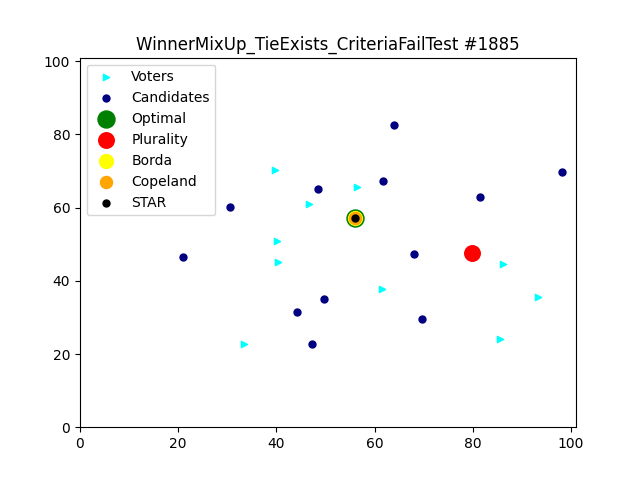 WinnerMixUp_TieExists_CriteriaFailTest #1885
100
80
60
40
20
0
Voters
Candidates
Optimal
Plurality
Borda
Copeland
STAR
0 20 40 60 80 100